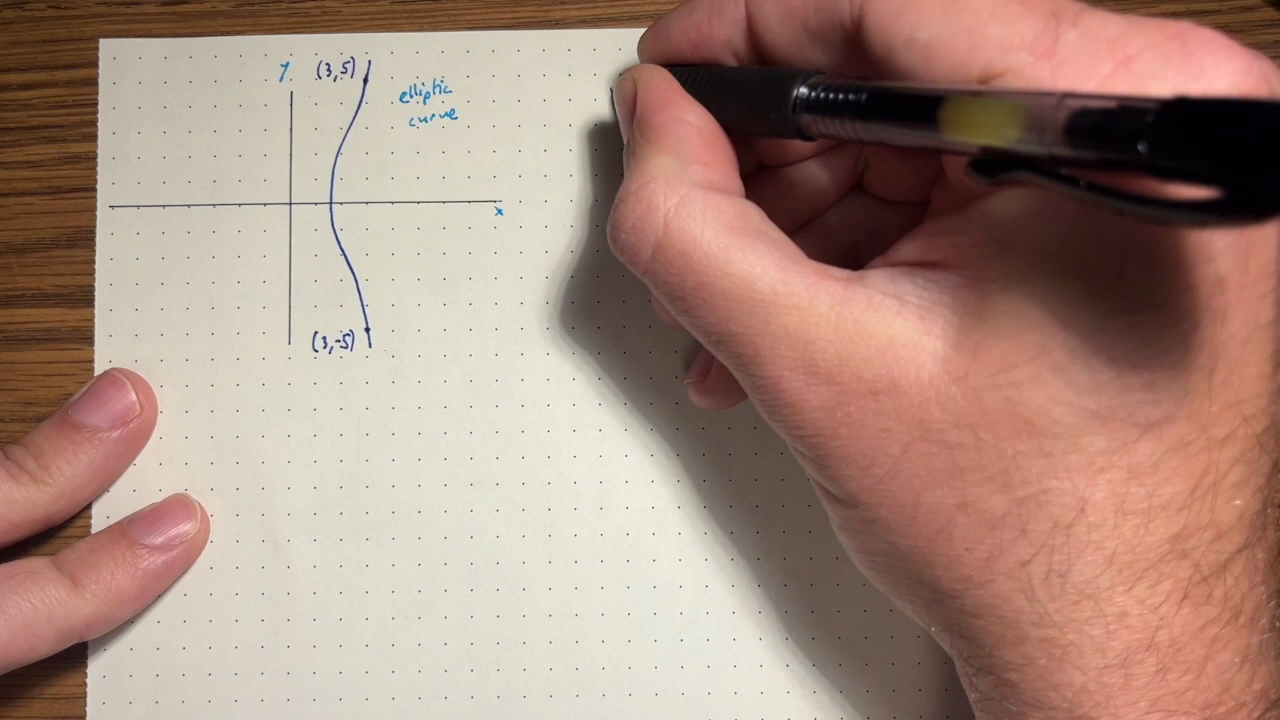 y
(3,5)
elliptic
curve
x
(3,-5)